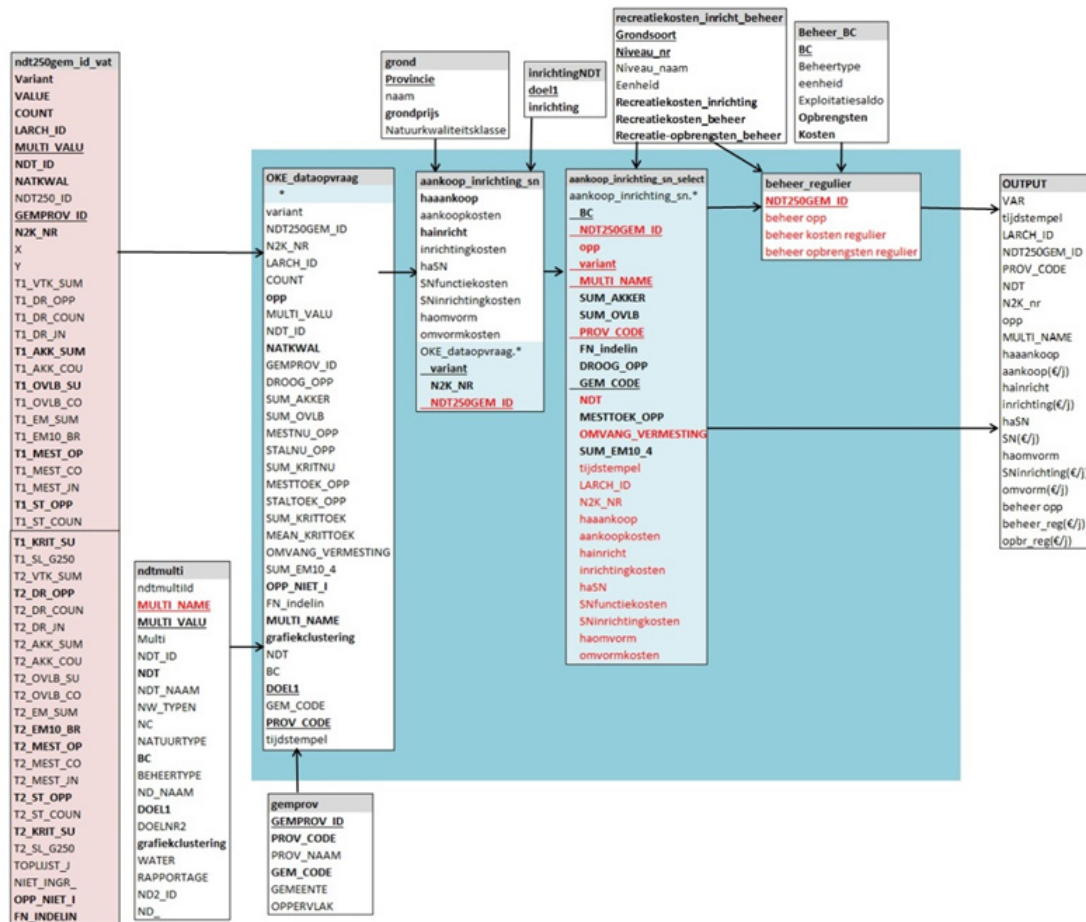 ndt250gem_id_vat
Variant
VALUE
COUNT
LARCH_ID
MULTI_VALU
NDT_ID
NATKWAL
NDT250_ID
GEMPROV_ID
N2K_NR
X
Y
T1_VTK_SUM
T1_DR_OPP
T1_DR_COUN
T1_DR_JN
T1_AKK_SUM
T1_AKK_COU
T1_OVLB_SU
T1_OVLB_CO
T1_EM_SUM
T1_EM10_BR
T1_MEST_OP
T1_MEST_CO
T1_MEST_JN
T1_ST_OPP
T1_ST_COUN
T1_KRIT_SU
T1_SL_G250
T2_VTK_SUM
T2_DR_OPP
T2_DR_COUN
T2_DR_JN
T2_AKK_SUM
T2_AKK_COU
T2_OVLB_SU
T2_OVLB_CO
T2_EM_SUM
T2_EM10_BR
T2_MEST_OP
T2_MEST_CO
T2_MEST_JN
T2_ST_OPP
T2_ST_COUN
T2_KRIT_SU
T2_SL_G250
TOPLIJST_J
NIET_INGR_
OPP_NIET_I
FN_INDELIN
ndtmulti
ndtmultiId
MULTI_NAME
MULTI_VALU
Multi
NDT_ID
NDT
NDT_NAAM
NW_TYPEN
NC
NATUURTYPE
BC
BEHEERTYPE
ND_NAAM
DOEL1
DOELNR2
grafiekclustering
WATER
RAPPORTAGE
ND2_ID
ND_
OKE_dataopvraag
*
variant
NDT250GEM_ID
N2K_NR
LARCH_ID
COUNT
opp
MULTI_VALU
NDT_ID
NATKWAL
GEMPROV_ID
DROOG_OPP
SUM_AKKER
SUM_OVLB
MESTNU_OPP
STALNU_OPP
SUM_KRITNU
MESTTOEK_OPP
STALTOEK_OPP
SUM_KRITTOEK
MEAN_KRITTOEK
OMVANG_VERMESTING
SUM_EM10_4
OPP_NIET_I
FN_indelin
MULTI_NAME
grafiekclustering
NDT
BC
DOEL1
GEM_CODE
PROV_CODE
tijdstempel
gemprov
GEMPROV_ID
PROV_CODE
PROV_NAAM
GEM_CODE
GEMEENTE
OPPERVLAK
grond
Provincie
naam
grondprijs
Natuurkwaliteitsklasse
inrichtingNDT
doel1
inrichting
aankoop_inrichting_sn
haaankoop
aankoopkosten
hainricht
inrichtingkosten
haSN
SNfunctiekosten
SNinrichtingkosten
haomvorm
omvormkosten
OKE_dataopvraag.*
variant
N2K_NR
NDT250GEM_ID
recreatiekosten_inricht_beheer
Grondsoort
Niveau_nr
Niveau_naam
Eenheid
Recreatiekosten_inrichting
Recreatiekosten_beheer
Recreatie-opbrengsten_beheer
Beheer_BC
BC
Beheertype
eenheid
Exploitatiesaldo
Opbrengsten
Kosten
aankoop_inrichting_sn_select
aankoop_inrichting_sn.*
BC
NDT250GEM_ID
opp
variant
MULTI_NAME
SUM_AKKER
SUM_OVLB
PROV_CODE
FN_indelin
DROOG_OPP
GEM_CODE
NDT
MESTTOEK_OPP
OMVANG_VERMESTING
SUM_EM10_4
tijdstempel
LARCH_ID
N2K_NR
haaankoop
aankoopkosten
hainricht
inrichtingkosten
haSN
SNfunctiekosten
SNinrichtingkosten
haomvorm
omvormkosten
beheer_regulier
NDT250GEM_ID
beheer opp
beheer kosten regulier
beheer opbrengsten regulier
OUTPUT
VAR
tijdstempel
LARCH_ID
NDT250GEM_ID
PROV_CODE
NDT
N2K_nr
opp
MULTI_NAME
haaankoop
aankoop(€/j)
hainricht
inrichting(€/j)
haSN
SN(€/j)
haomvorm
SNinrichting(€/j)
omvorm(€/j)
beheer opp
beheer_reg(€/j)
opbr_reg(€/j)